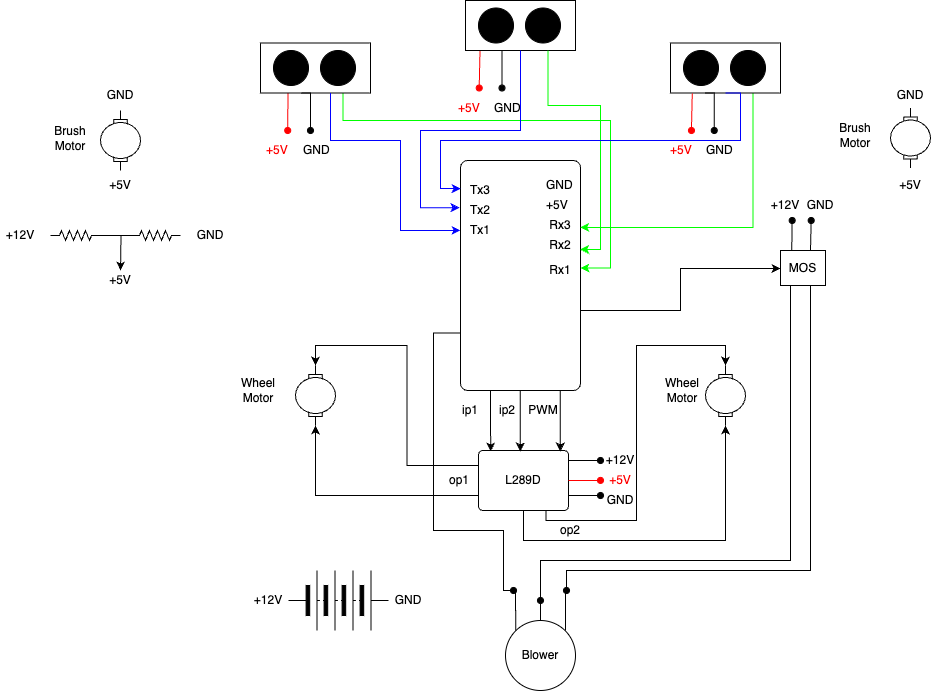 +5V
GND
+5V
GND
+5V
GND
GND
Brush
Motor
+5V
GND
Brush
Motor
+5V
Tx3
Tx2
Tx1
GND
+5V
Rx3
Rx2
Rx1
+12V
GND
MOS
+12V
GND
+5V
Wheel
Motor
Wheel
Motor
ip1
ip2
PWM
op1
L289D
+12V
+5V
GND
op2
+12V
GND
Blower